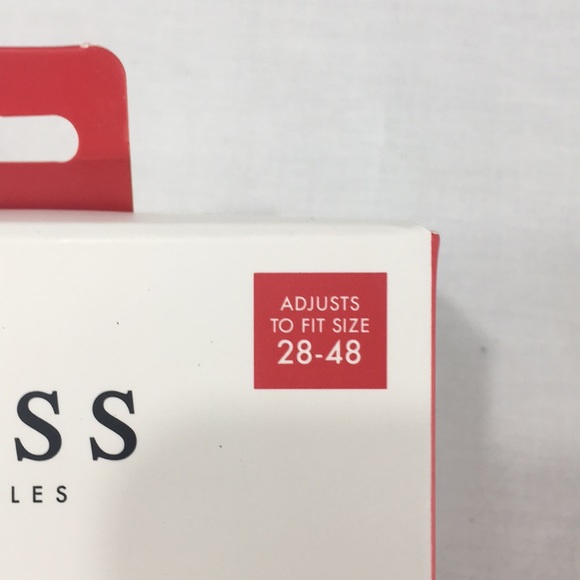 ADJUSTS
TO FIT SIZE
28-48
SS
LES